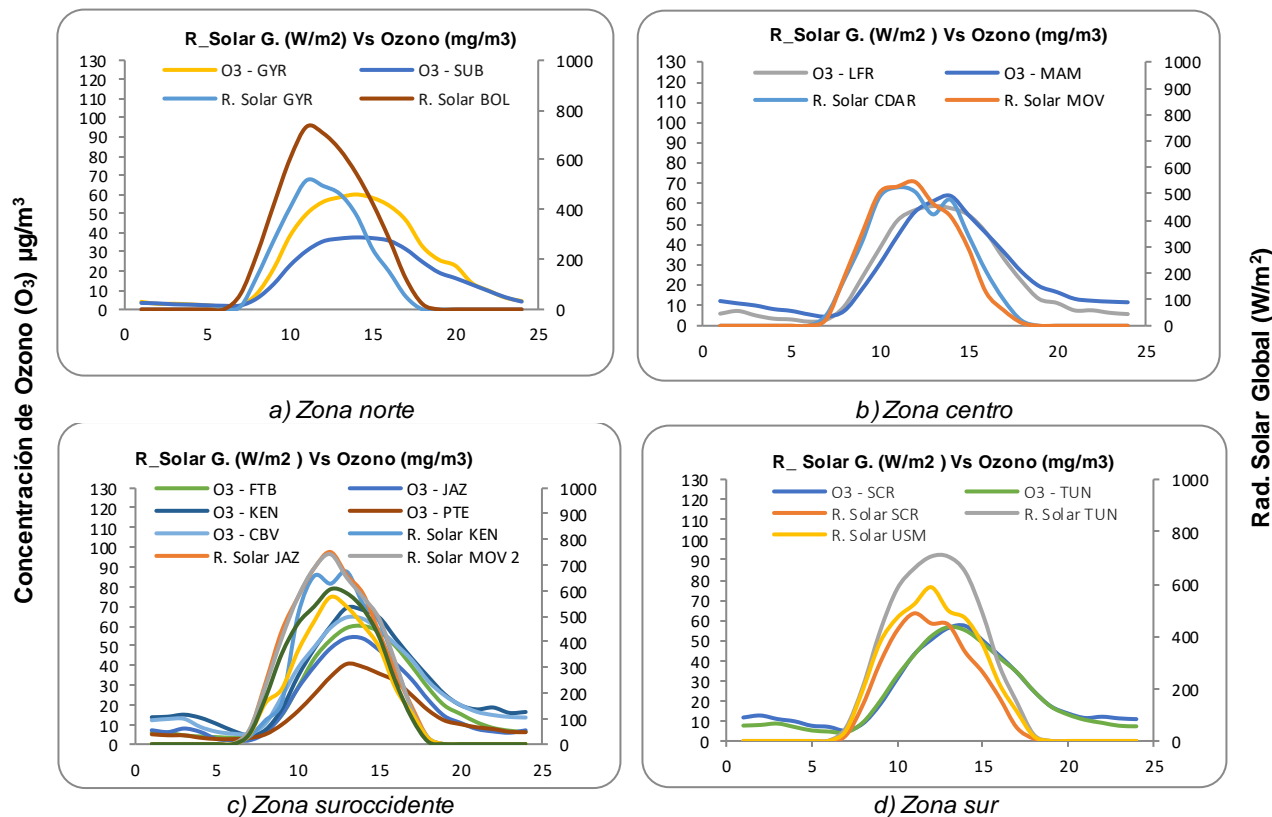 Concentración de Ozono (O3) µg/m³
Rad. Solar Global (W/m²)
R_Solar G. (W/m2) Vs Ozono (mg/m3)
O3 - GYR
O3 - SUB
R. Solar GYR
R. Solar BOL
130
120
110
100
90
80
70
60
50
40
30
20
10
0
1000
800
600
400
200
0
0 5 10 15 20 25
a) Zona norte
R_Solar G. (W/m2 ) Vs Ozono (mg/m3)
O3 - LFR
O3 - MAM
R. Solar CDAR
R. Solar MOV
130
120
110
100
90
80
70
60
50
40
30
20
10
0
1000
900
800
700
600
500
400
300
200
100
0
0 5 10 15 20 25
b) Zona centro
R_Solar G. (W/m2 ) Vs Ozono (mg/m3)
O3 - FTB
O3 - JAZ
O3 - KEN
O3 - PTE
O3 - CBV
R. Solar KEN
R. Solar JAZ
R. Solar MOV 2
130
120
110
100
90
80
70
60
50
40
30
20
10
0
1000
900
800
700
600
500
400
300
200
100
0
0 5 10 15 20 25
c) Zona suroccidente
R_ Solar G. (W/m2 ) Vs Ozono (mg/m3)
O3 - SCR
O3 - TUN
R. Solar SCR
R. Solar TUN
R. Solar USM
130
120
110
100
90
80
70
60
50
40
30
20
10
0
1000
800
600
400
200
0
0 5 10 15 20 25
d) Zona sur